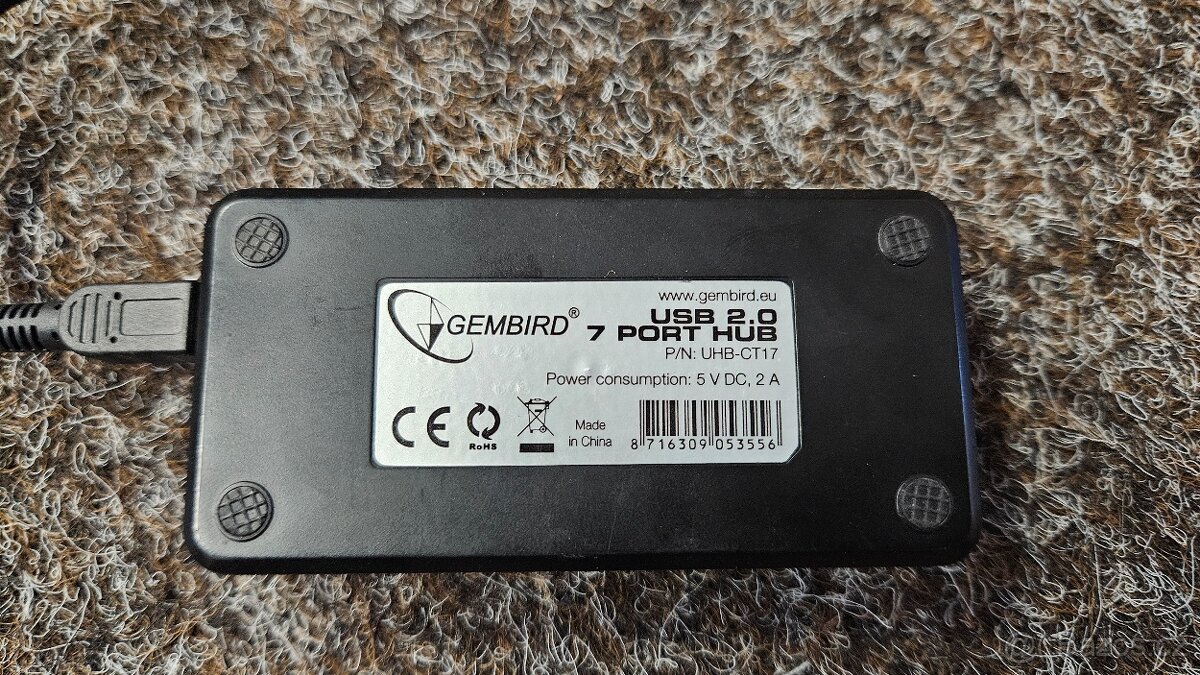 www.gembird.eu
GEMBIRD®
USB 2.0
7 PORT HUB
P/N: UHB-CT17
Power consumption: 5 V DC, 2 A
CE
RoHS
Made
in China
8 716309 053556